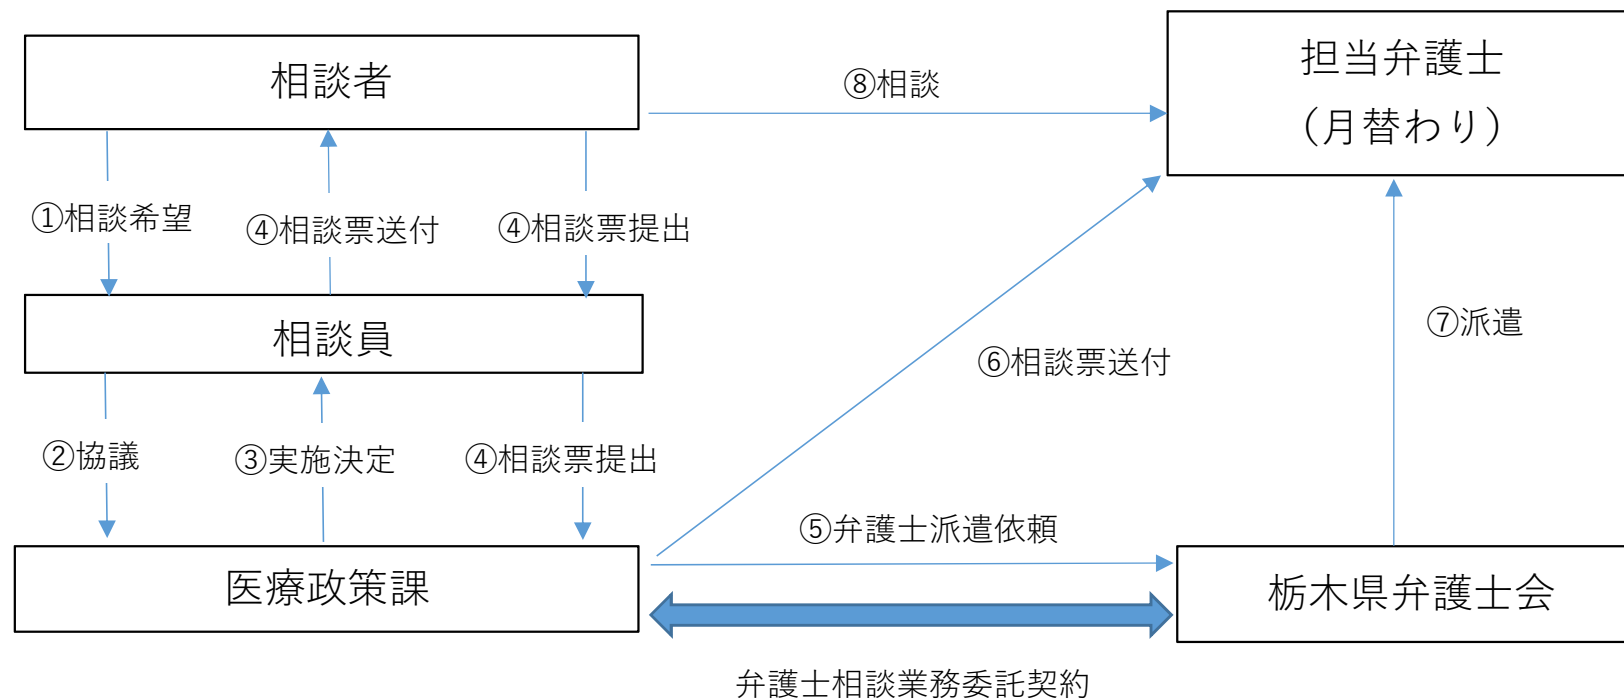 相談者
⑧相談
担当弁護士
（月替わり）
①相談希望
④相談票送付
④相談票提出
相談員
⑦派遣
⑥相談票送付
②協議
③実施決定
④相談票提出
⑤弁護士派遣依頼
医療政策課
栃木県弁護士会
弁護士相談業務委託契約